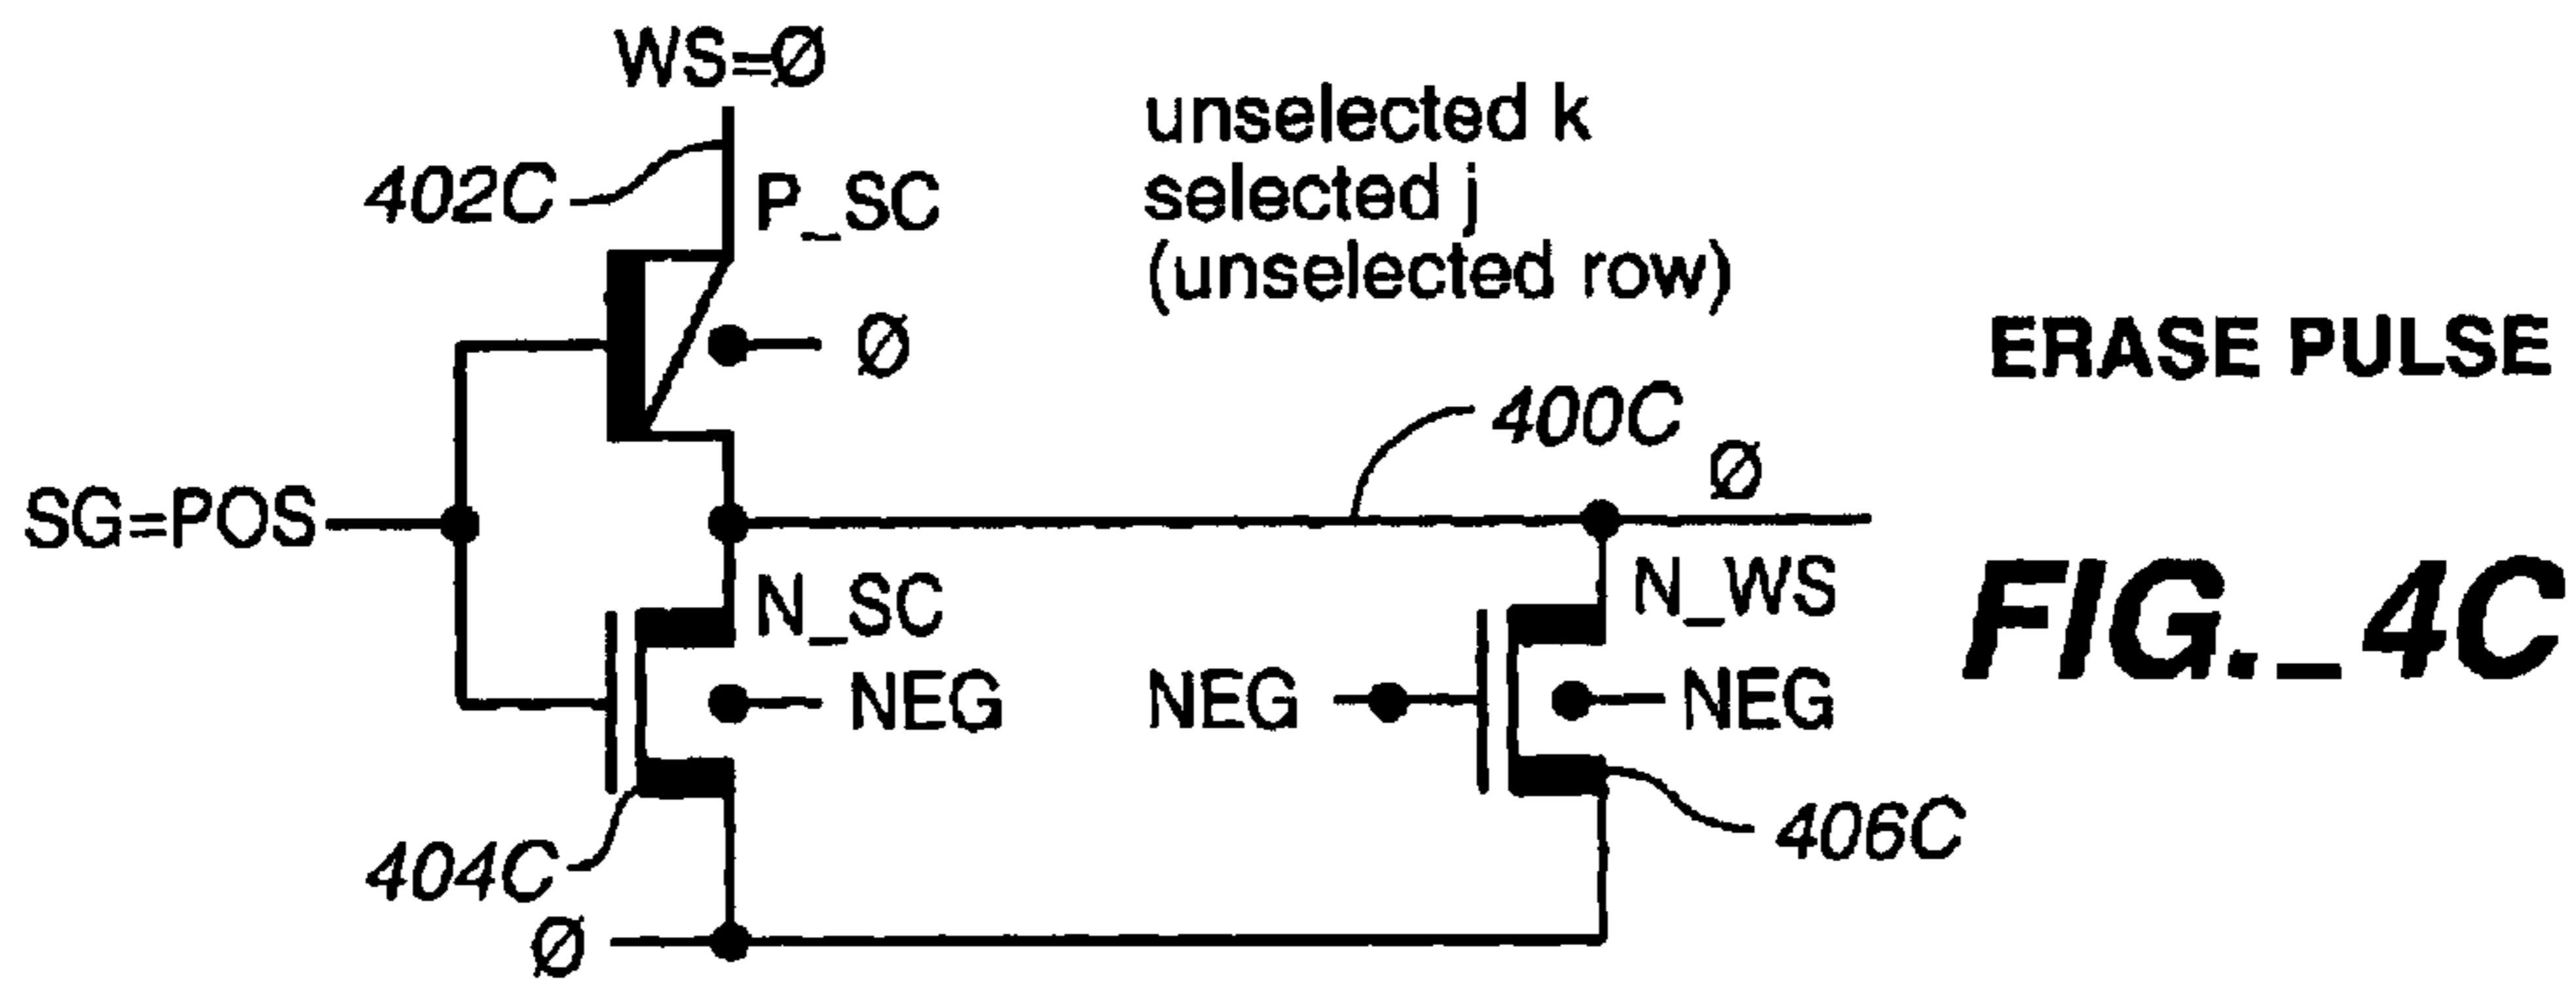 WS=Ø
402C
P_SC
unselected k
selected j
(unselected row)
Ø
ERASE PULSE
400C
Ø
SG=POS
N_SC
N_WS
FIG._4C
NEG
NEG
NEG
404C
406C
Ø